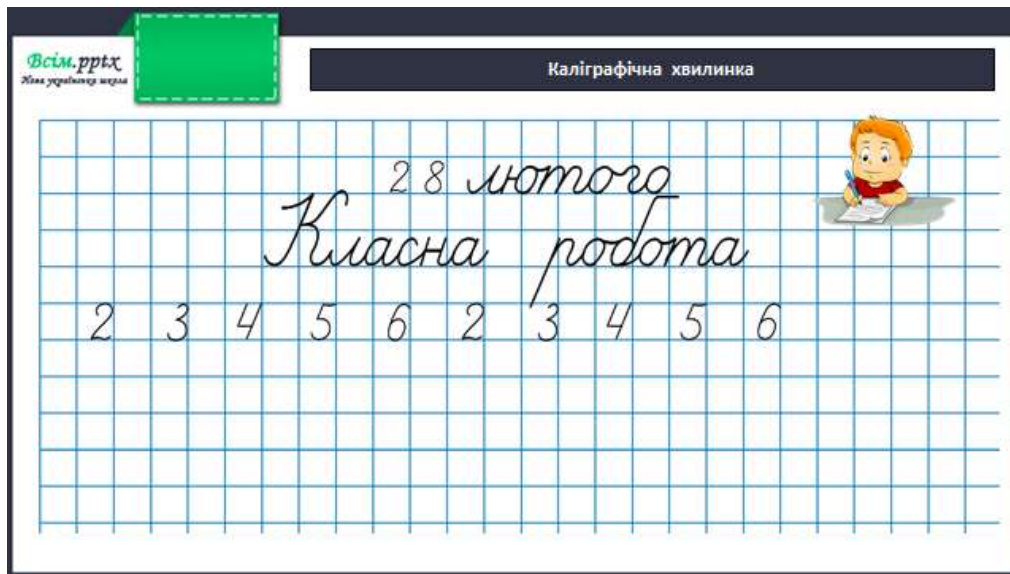 Всім.pptx
Нова українська школа
Каліграфічна хвилинка
28 лютого
Класна робота
2 3 4 5 6 2 3 4 5 6